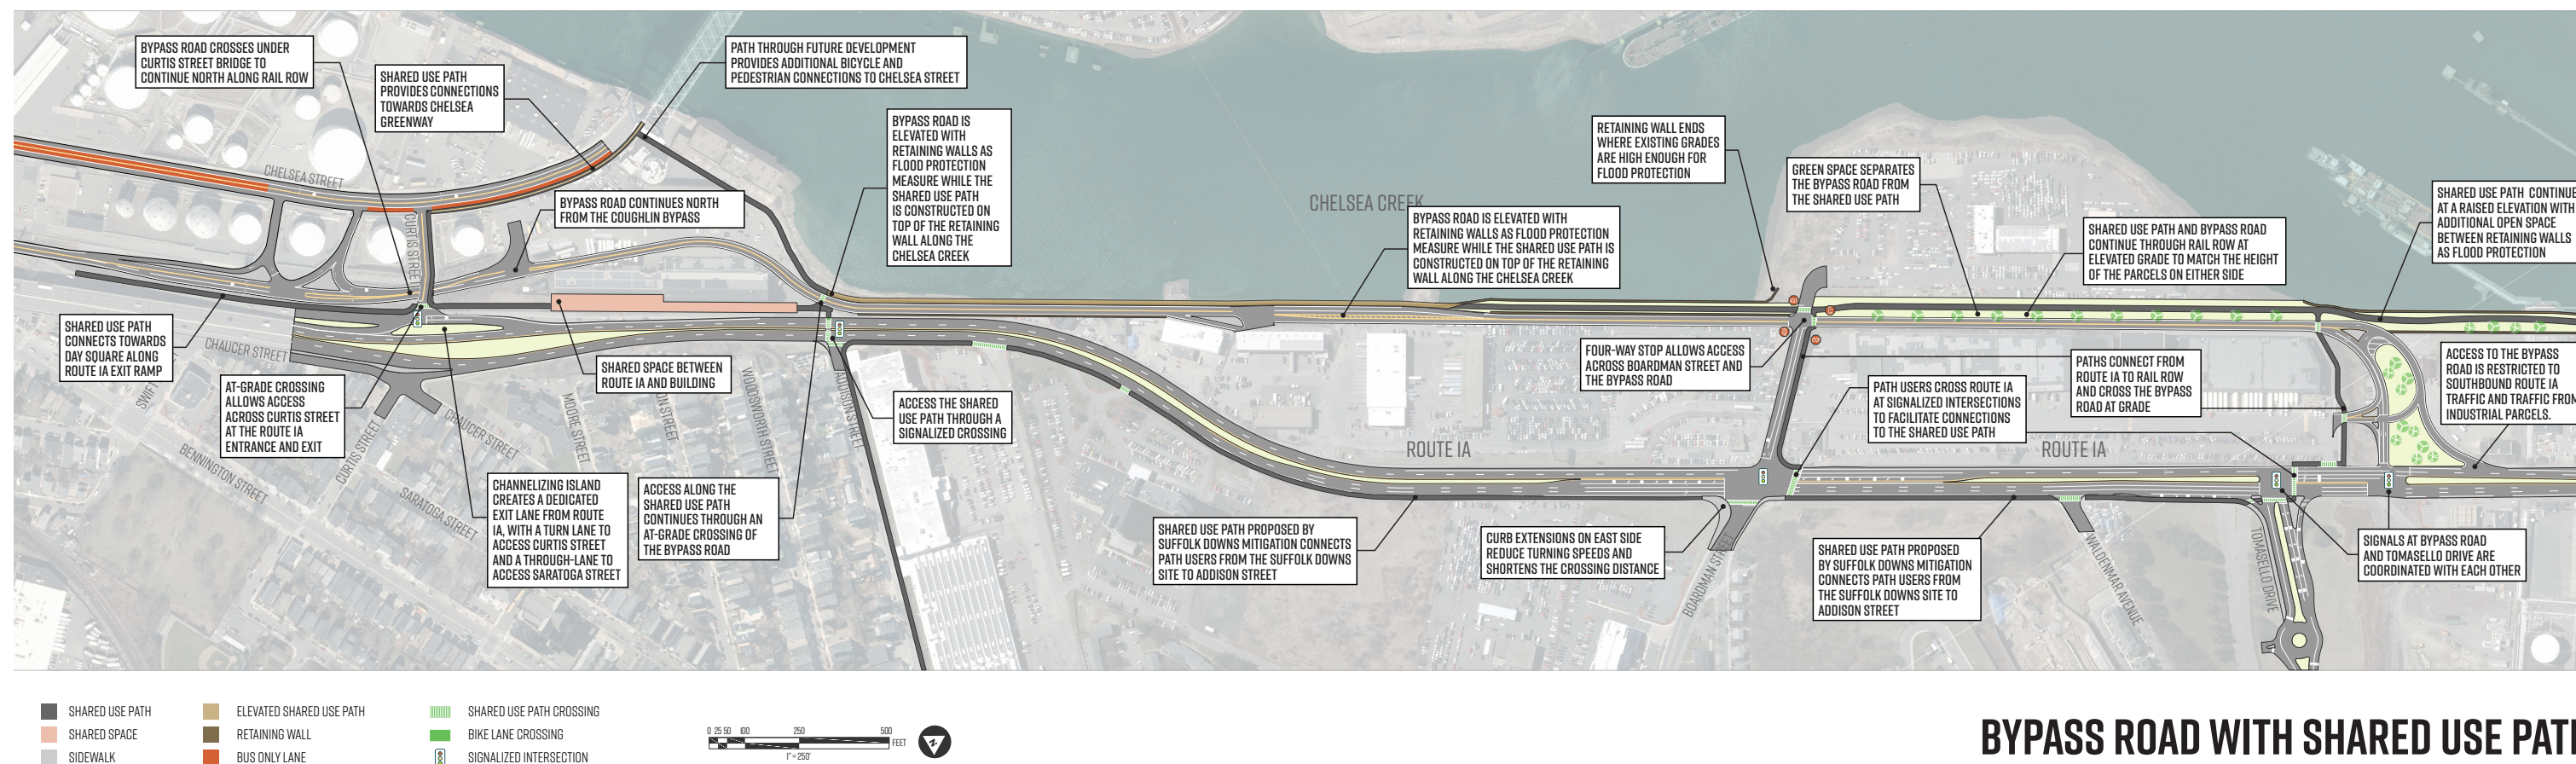 BYPASS ROAD CROSSES UNDER
CURTIS STREET BRIDGE TO
CONTINUE NORTH ALONG RAIL ROW
SHARED USE PATH
PROVIDES CONNECTIONS
TOWARDS CHELSEA
GREENWAY
PATH THROUGH FUTURE DEVELOPMENT
PROVIDES ADDITIONAL BICYCLE AND
PEDESTRIAN CONNECTIONS TO CHELSEA STREET
BYPASS ROAD IS
ELEVATED WITH
RETAINING WALLS AS
FLOOD PROTECTION
MEASURE WHILE THE
SHARED USE PATH
IS CONSTRUCTED ON
TOP OF THE RETAINING
WALL ALONG THE
CHELSEA CREEK
RETAINING WALL ENDS
WHERE EXISTING GRADES
ARE HIGH ENOUGH FOR
FLOOD PROTECTION
GREEN SPACE SEPARATES
THE BYPASS ROAD FROM
THE SHARED USE PATH
SHARED USE PATH CONTINUE
AT A RAISED ELEVATION WITH
ADDITIONAL OPEN SPACE
BETWEEN RETAINING WALLS
AS FLOOD PROTECTION
CHELSEA STREET
BYPASS ROAD CONTINUES NORTH
FROM THE COUGHLIN BYPASS
CHELSEA CREEK
BYPASS ROAD IS ELEVATED WITH
RETAINING WALLS AS FLOOD PROTECTION
MEASURE WHILE THE SHARED USE PATH IS
CONSTRUCTED ON TOP OF THE RETAINING
WALL ALONG THE CHELSEA CREEK
SHARED USE PATH AND BYPASS ROAD
CONTINUE THROUGH RAIL ROW AT
ELEVATED GRADE TO MATCH THE HEIGHT
OF THE PARCELS ON EITHER SIDE
CURTIS STREET
SHARED USE PATH
CONNECTS TOWARDS
DAY SQUARE ALONG
ROUTE 1A EXIT RAMP
CHAUCER STREET
SHARED SPACE BETWEEN
ROUTE 1A AND BUILDING
FOUR-WAY STOP ALLOWS ACCESS
ACROSS BOARDMAN STREET AND
THE BYPASS ROAD
PATHS CONNECT FROM
ROUTE 1A TO RAIL ROW
AND CROSS THE BYPASS
ROAD AT GRADE
ACCESS TO THE BYPASS
ROAD IS RESTRICTED TO
SOUTHBOUND ROUTE 1A
TRAFFIC AND TRAFFIC FROM
INDUSTRIAL PARCELS.
AT-GRADE CROSSING
ALLOWS ACCESS
ACROSS CURTIS STREET
AT THE ROUTE 1A
ENTRANCE AND EXIT
SWIFT
CURTIS STREET
CHAUCER STREET
MOORE STREET
ON STREET
WOODSWORTH STREET
ADDISON STREET
ACCESS THE SHARED
USE PATH THROUGH A
SIGNALIZED CROSSING
PATH USERS CROSS ROUTE 1A
AT SIGNALIZED INTERSECTIONS
TO FACILITATE CONNECTIONS
TO THE SHARED USE PATH
ROUTE 1A
ROUTE 1A
BENNINGTON STREET
SARATOGA STREET
CHANNELIZING ISLAND
CREATES A DEDICATED
EXIT LANE FROM ROUTE
1A, WITH A TURN LANE TO
ACCESS CURTIS STREET
AND A THROUGH-LANE TO
ACCESS SARATOGA STREET
ACCESS ALONG THE
SHARED USE PATH
CONTINUES THROUGH AN
AT-GRADE CROSSING OF
THE BYPASS ROAD
SHARED USE PATH PROPOSED BY
SUFFOLK DOWNS MITIGATION CONNECTS
PATH USERS FROM THE SUFFOLK DOWNS
SITE TO ADDISON STREET
CURB EXTENSIONS ON EAST SIDE
REDUCE TURNING SPEEDS AND
SHORTENS THE CROSSING DISTANCE
BOARDMAN STREET
SHARED USE PATH PROPOSED
BY SUFFOLK DOWNS MITIGATION
CONNECTS PATH USERS FROM
THE SUFFOLK DOWNS SITE TO
ADDISON STREET
WALDENMAR AVENUE
TOMASELLO DRIVE
SIGNALS AT BYPASS ROAD
AND TOMASELLO DRIVE ARE
COORDINATED WITH EACH OTHER
SHARED USE PATH
SHARED SPACE
SIDEWALK
ELEVATED SHARED USE PATH
RETAINING WALL
BUS ONLY LANE
SHARED USE PATH CROSSING
BIKE LANE CROSSING
SIGNALIZED INTERSECTION
0 25 50 100 250 500
FEET
1" = 250'
Z
BYPASS ROAD WITH SHARED USE PATH